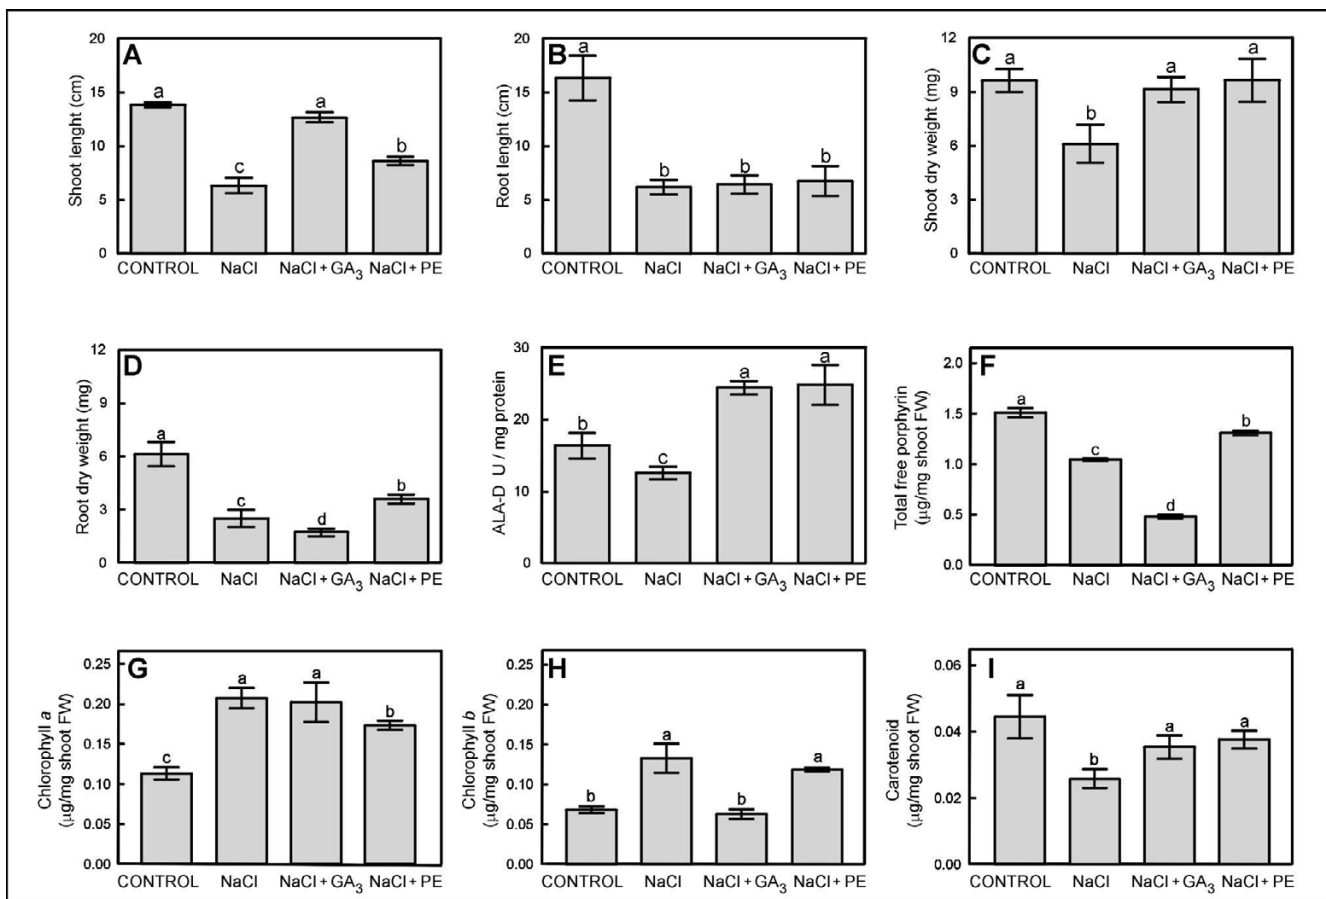 A
Shoot lenght (cm)
20
15
10
5
0
a
c
a
b
CONTROL NaCl NaCl + GA3 NaCl + PE
B
Root lenght (cm)
20
15
10
5
0
a
b
b
b
CONTROL NaCl NaCl + GA3 NaCl + PE
C
Shoot dry weight (mg)
12
9
6
3
0
a
b
a
a
CONTROL NaCl NaCl + GA3 NaCl + PE
D
Root dry weight (mg)
12
9
6
3
0
a
c
d
b
CONTROL NaCl NaCl + GA3 NaCl + PE
E
ALA-D U / mg protein
30
20
10
0
b
c
a
a
CONTROL NaCl NaCl + GA3 NaCl + PE
F
Total free porphyrin
(µg/mg shoot FW)
2.0
1.5
1.0
0.5
0.0
a
c
d
b
CONTROL NaCl NaCl + GA3 NaCl + PE
G
Chlorophyll a
(µg/mg shoot FW)
0.25
0.20
0.15
0.10
0.05
0.00
c
a
a
b
CONTROL NaCl NaCl + GA3 NaCl + PE
H
Chlorophyll b
(µg/mg shoot FW)
0.25
0.20
0.15
0.10
0.05
0.00
b
a
b
a
CONTROL NaCl NaCl + GA3 NaCl + PE
I
Carotenoid
(µg/mg shoot FW)
0.06
0.04
0.02
0.00
a
b
a
a
CONTROL NaCl NaCl + GA3 NaCl + PE